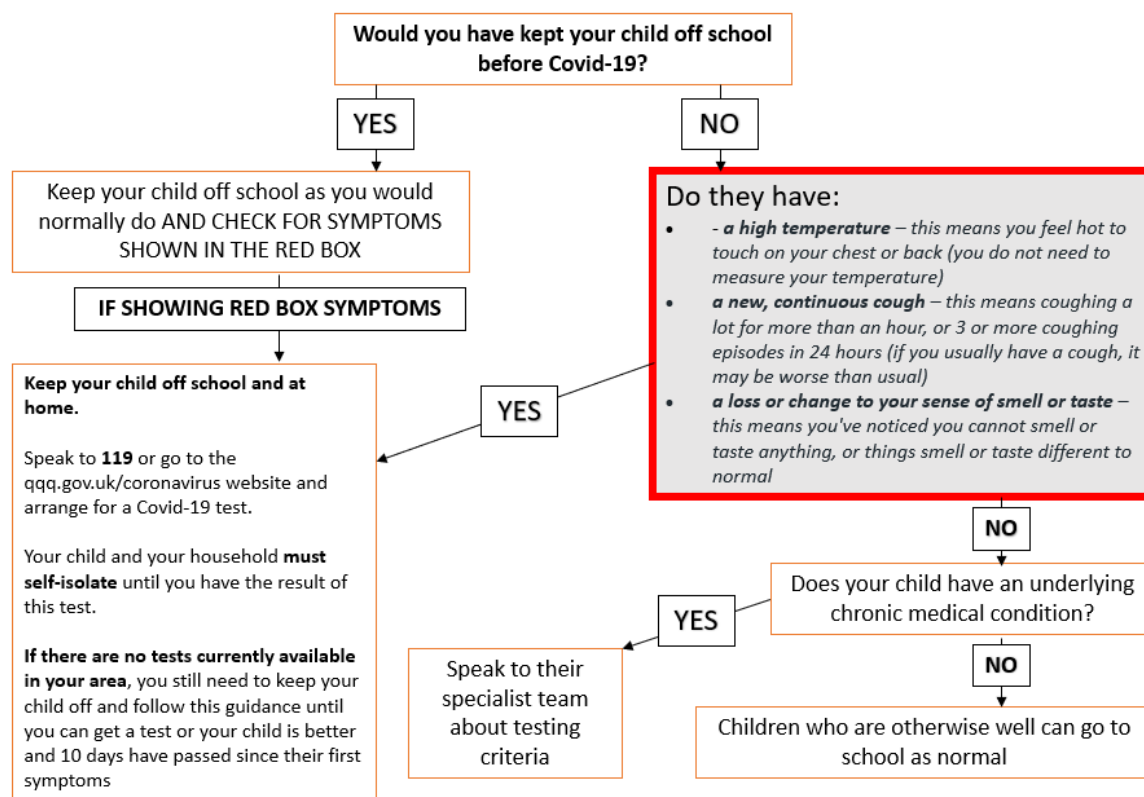 Would you have kept your child off school
before Covid-19?
YES
NO
Keep your child off school as you would
normally do AND CHECK FOR SYMPTOMS
SHOWN IN THE RED BOX
IF SHOWING RED BOX SYMPTOMS
Do they have:
• - a high temperature – this means you feel hot to
touch on your chest or back (you do not need to
measure your temperature)
• a new, continuous cough – this means coughing a
lot for more than an hour, or 3 or more coughing
episodes in 24 hours (if you usually have a cough, it
may be worse than usual)
• a loss or change to your sense of smell or taste –
this means you've noticed you cannot smell or
taste anything, or things smell or taste different to
normal
YES
Keep your child off school and at
home.
Speak to 119 or go to the
qqq.gov.uk/coronavirus website and
arrange for a Covid-19 test.
Your child and your household must
self-isolate until you have the result of
this test.
If there are no tests currently available
in your area, you still need to keep your
child off and follow this guidance until
you can get a test or your child is better
and 10 days have passed since their first
symptoms
NO
Does your child have an underlying
chronic medical condition?
YES
Speak to their
specialist team
about testing
criteria
NO
Children who are otherwise well can go to
school as normal